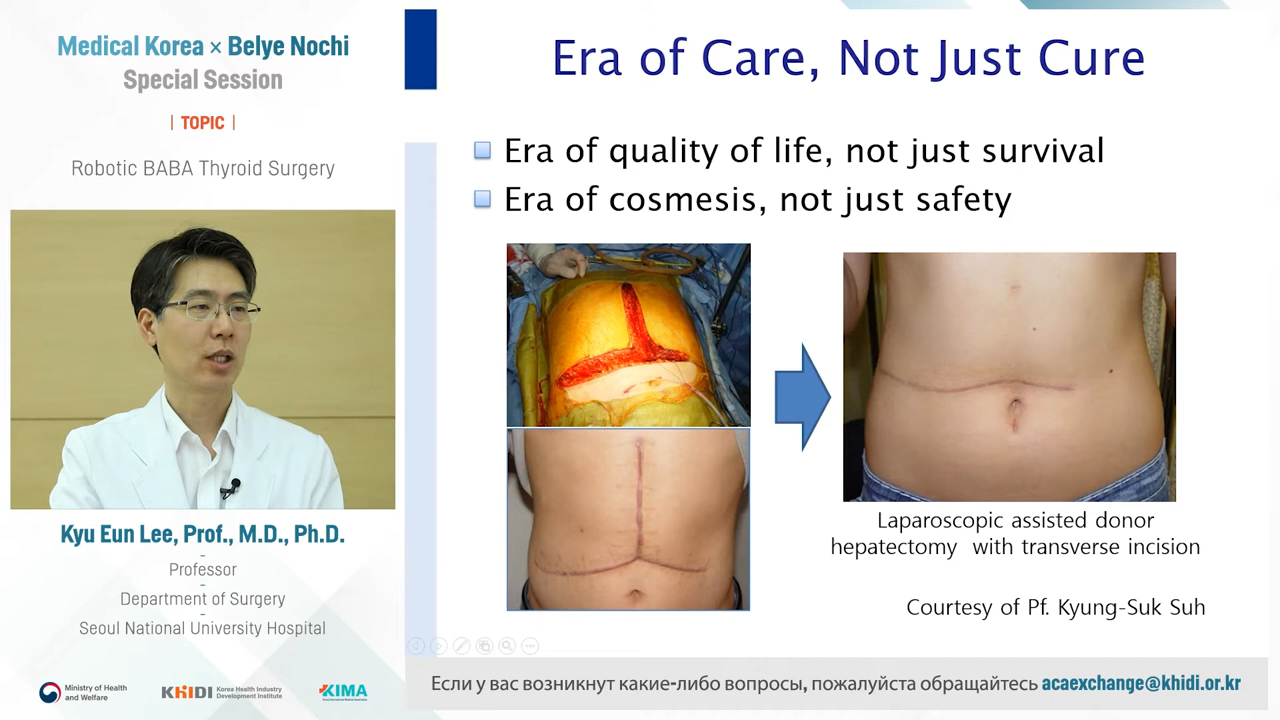 Medical Korea × Belye Nochi
Special Session
| TOPIC |
Robotic BABA Thyroid Surgery
Kyu Eun Lee, Prof., M.D., Ph.D.
-
Professor
-
Department of Surgery
-
Seoul National University Hospital
Ministry of Health
and Welfare
KHIDI Korea Health Industry
Development Institute
KIMA
Era of Care, Not Just Cure
Era of quality of life, not just survival
Era of cosmesis, not just safety
Laparoscopic assisted donor
hepatectomy with transverse incision
Courtesy of Pf. Kyung-Suk Suh
Если у вас возникнут какие-либо вопросы, пожалуйста обращайтесь acaexchange@khidi.or.kr